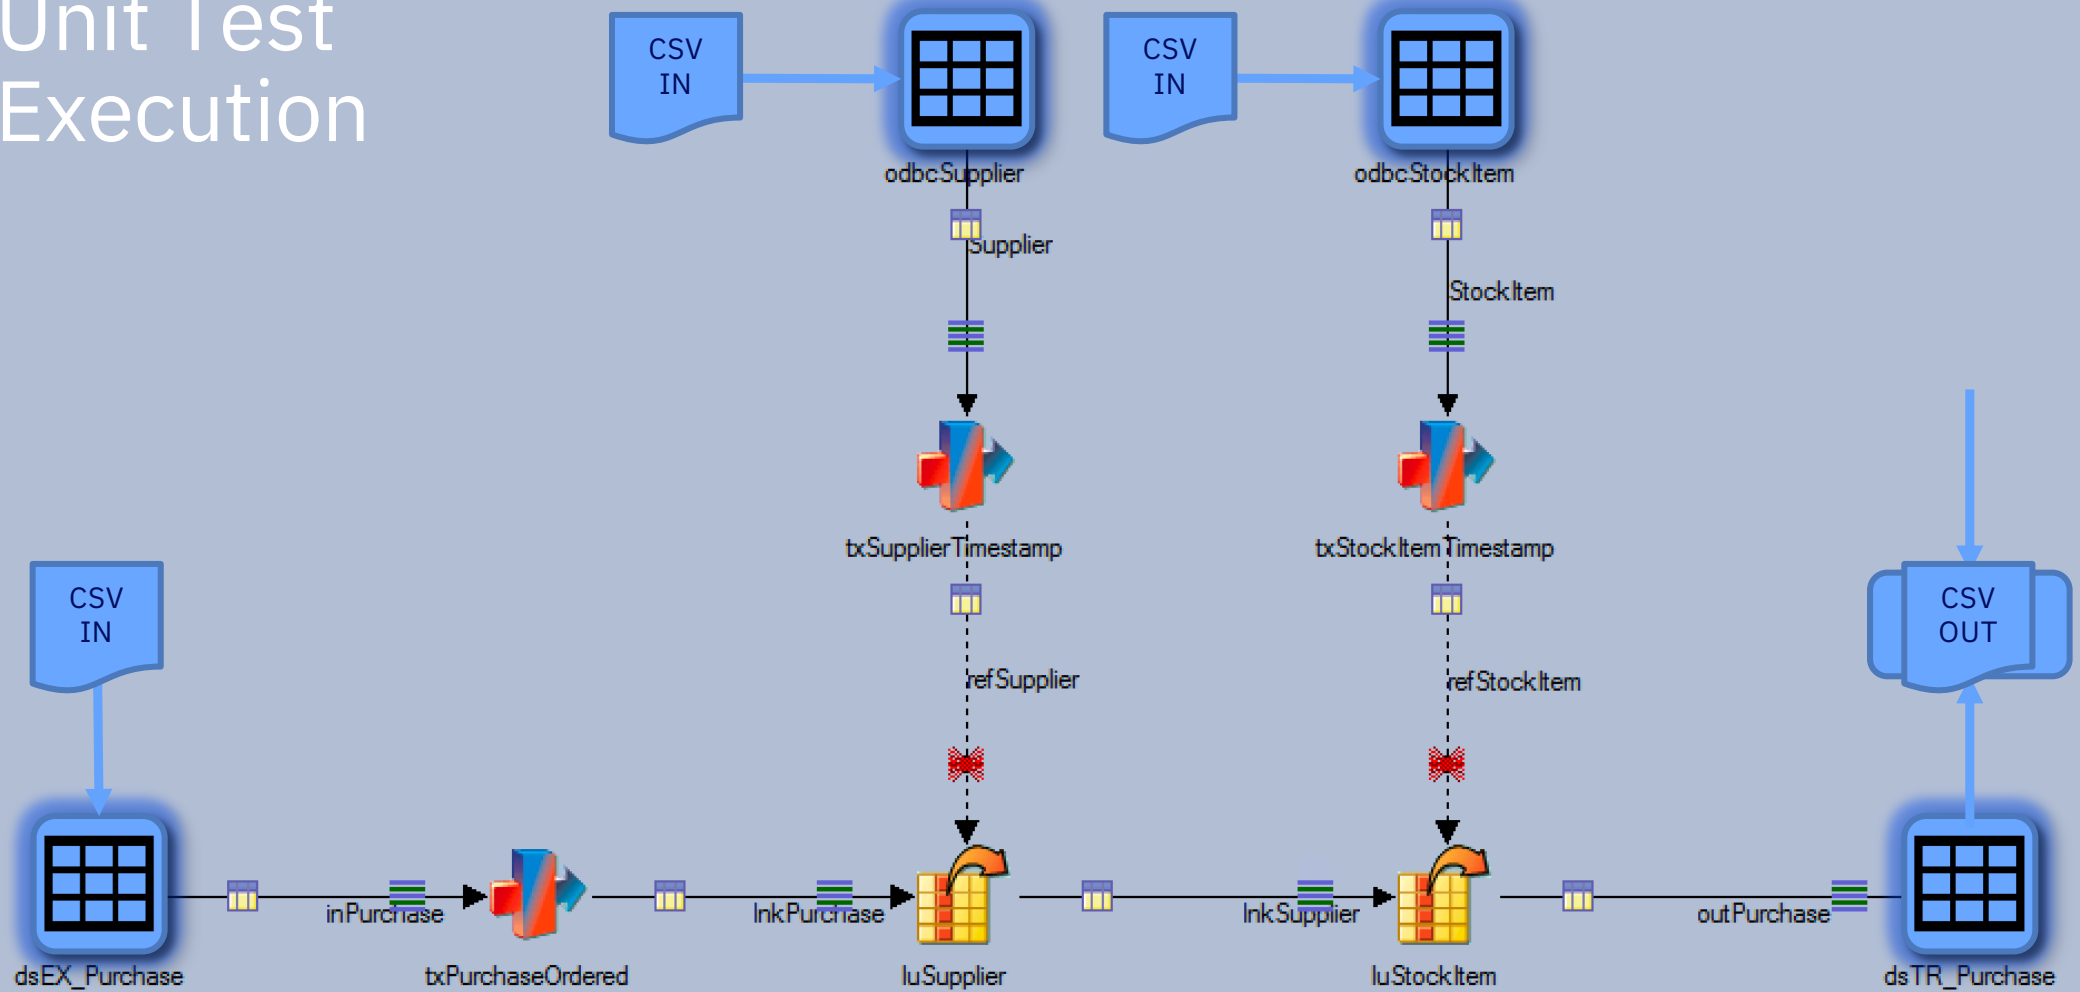 Unit Test
Execution
CSV
IN
CSV
IN
odbcSupplier
odbcStockItem
Supplier
StockItem
txSupplierTimestamp
txStockItemTimestamp
CSV
IN
CSV
OUT
refSupplier
refStockItem
inPurchase
lnkPurchase
lnkSupplier
outPurchase
dsEX_Purchase
txPurchaseOrdered
luSupplier
luStockItem
dsTR_Purchase